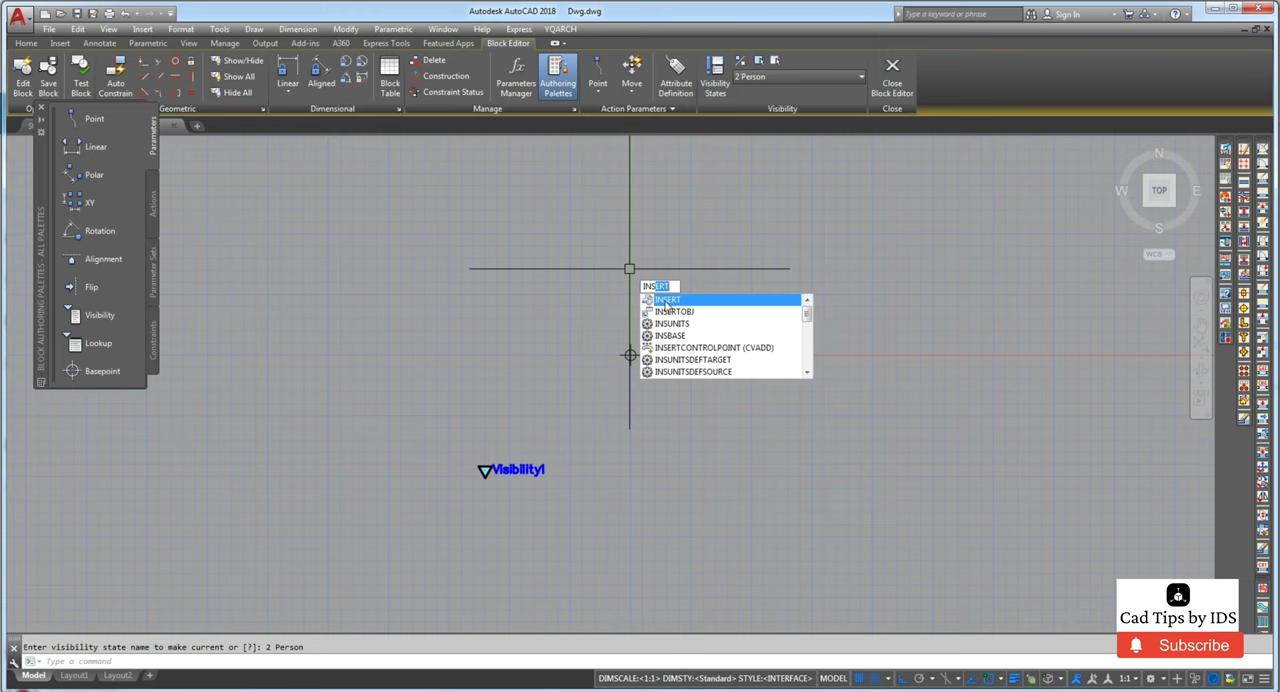 Autodesk AutoCAD 2018 Dwg.dwg
Type a keyword or phrase
Sign In
File Edit View Insert Format Tools Draw Dimension Modify Parametric Window Help Express YQARCH
Home Insert Annotate Parametric View Manage Output Add-ins A360 Express Tools Featured Apps Block Editor
Edit Block
Save Block
Test Block
Auto Constrain
Show/Hide
Show All
Hide All
Geometric
Linear
Aligned
Dimensional
Block Table
Delete
Construction
Constraint Status
Manage
Parameters Manager
Authoring Palettes
Point
Move
Action Parameters
Attribute Definition
Visibility States
2 Person
Visibility
Close Block Editor
Close
Point
Linear
Polar
XY
Rotation
Alignment
Flip
Visibility
Lookup
Basepoint
Parameters
Actions
Parameter Sets
Constraints
BLOCK AUTHORING PALETTES - ALL PALETTES
N
W TOP E
S
WCS
INSERT
INSERT
INSERTOBJ
INSUNITS
INSBASE
INSERTCONTROLPOINT (CVADD)
INSUNITSDEFTARGET
INSUNITSDEFSOURCE
Visibility1
Cad Tips by IDS
Subscribe
Enter visibility state name to make current or [?]: 2 Person
Type a command
Model Layout1 Layout2 +
DIMSCALE:<1:1> DIMSTY:<Standard> STYLE:<INTERFACE> MODEL 1:1